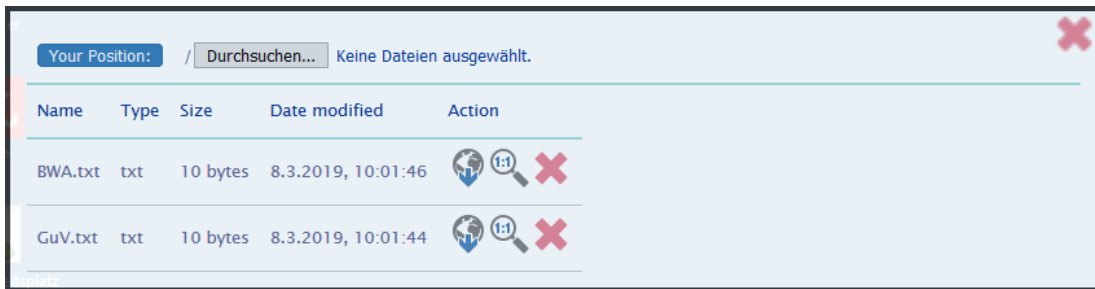 Your Position: / Durchsuchen... Keine Dateien ausgewählt.
Name Type Size Date modified Action
BWA.txt txt 10 bytes 8.3.2019, 10:01:46 1:1
GuV.txt txt 10 bytes 8.3.2019, 10:01:44 1:1